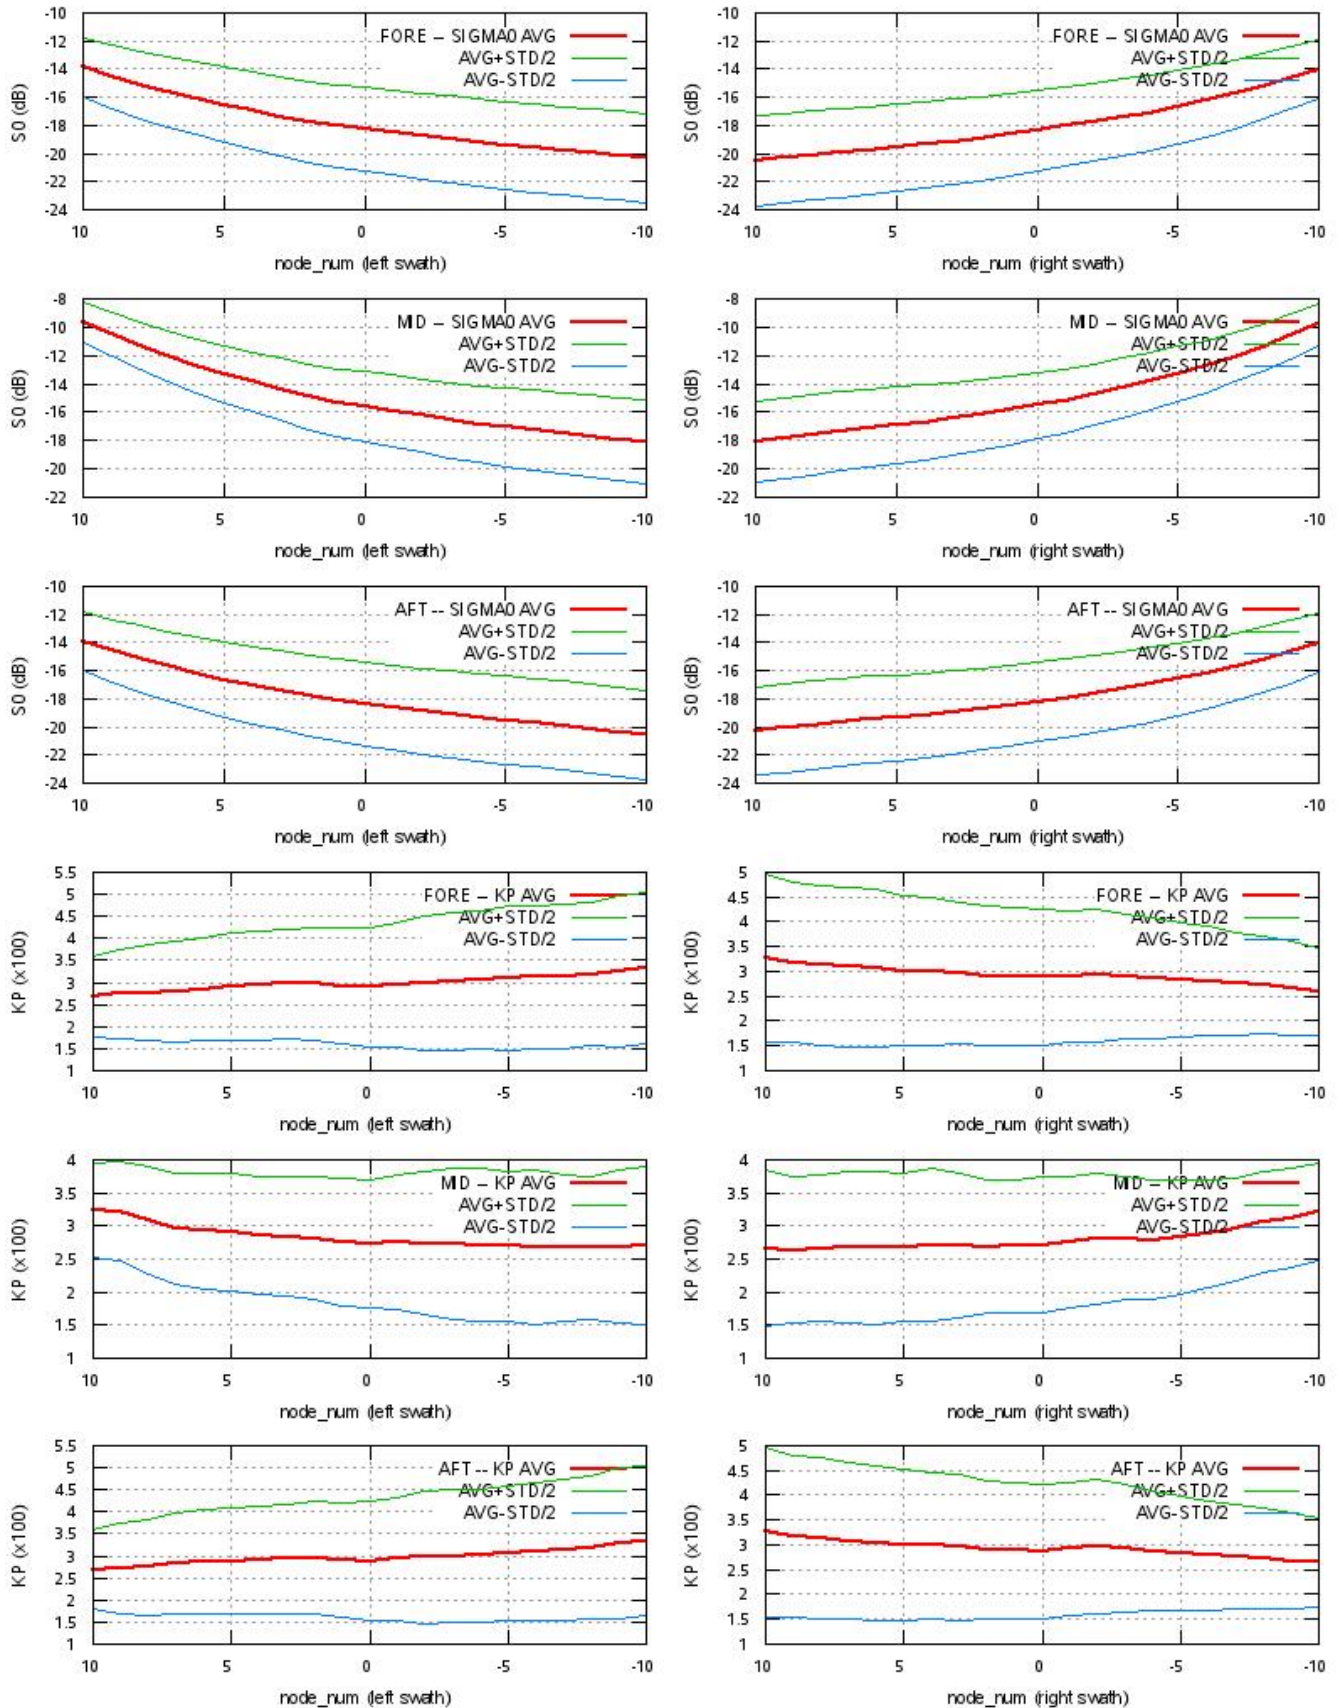 -10
-12
FORE -- SIGMA0 AVG
AVG+STD/2
-14
AVG-STD/2
-16
-18
-20
-22
-24
S0 (dB)
10 5 0 -5 -10
node_num (left swath)
-10
-12
FORE -- SIGMA0 AVG
AVG+STD/2
-14
AVG-STD/2
-16
-18
-20
-22
-24
S0 (dB)
10 5 0 -5 -10
node_num (right swath)
-8
MID -- SIGMA0 AVG
-10
AVG+STD/2
-12
AVG-STD/2
-14
-16
-18
-20
-22
S0 (dB)
10 5 0 -5 -10
node_num (left swath)
-8
MID -- SIGMA0 AVG
-10
AVG+STD/2
-12
AVG-STD/2
-14
-16
-18
-20
-22
S0 (dB)
10 5 0 -5 -10
node_num (right swath)
-10
-12
AFT -- SIGMA0 AVG
AVG+STD/2
-14
AVG-STD/2
-16
-18
-20
-22
-24
S0 (dB)
10 5 0 -5 -10
node_num (left swath)
-10
-12
AFT -- SIGMA0 AVG
AVG+STD/2
-14
AVG-STD/2
-16
-18
-20
-22
-24
S0 (dB)
10 5 0 -5 -10
node_num (right swath)
5.5
5
FORE -- KP AVG
4.5
AVG+STD/2
4
AVG-STD/2
3.5
3
2.5
2
1.5
1
KP (x100)
10 5 0 -5 -10
node_num (left swath)
5
4.5
FORE -- KP AVG
4
AVG+STD/2
3.5
AVG-STD/2
3
2.5
2
1.5
1
KP (x100)
10 5 0 -5 -10
node_num (right swath)
4
MID -- KP AVG
3.5
AVG+STD/2
3
AVG-STD/2
2.5
2
1.5
1
KP (x100)
10 5 0 -5 -10
node_num (left swath)
4
MID -- KP AVG
3.5
AVG+STD/2
3
AVG-STD/2
2.5
2
1.5
1
KP (x100)
10 5 0 -5 -10
node_num (right swath)
5.5
5
AFT -- KP AVG
4.5
AVG+STD/2
4
AVG-STD/2
3.5
3
2.5
2
1.5
1
KP (x100)
10 5 0 -5 -10
node_num (left swath)
5
4.5
AFT -- KP AVG
4
AVG+STD/2
3.5
AVG-STD/2
3
2.5
2
1.5
1
KP (x100)
10 5 0 -5 -10
node_num (right swath)